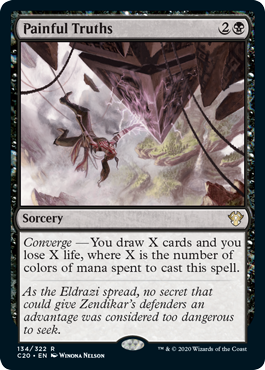 Painful Truths 2
Sorcery
Converge — You draw X cards and you
lose X life, where X is the number of
colors of mana spent to cast this spell.
As the Eldrazi spread, no secret that
could give Zendikar's defenders an
advantage was considered too dangerous
to seek.
134/322 R
C20 • EN WINONA NELSON
™ & © 2020 Wizards of the Coast